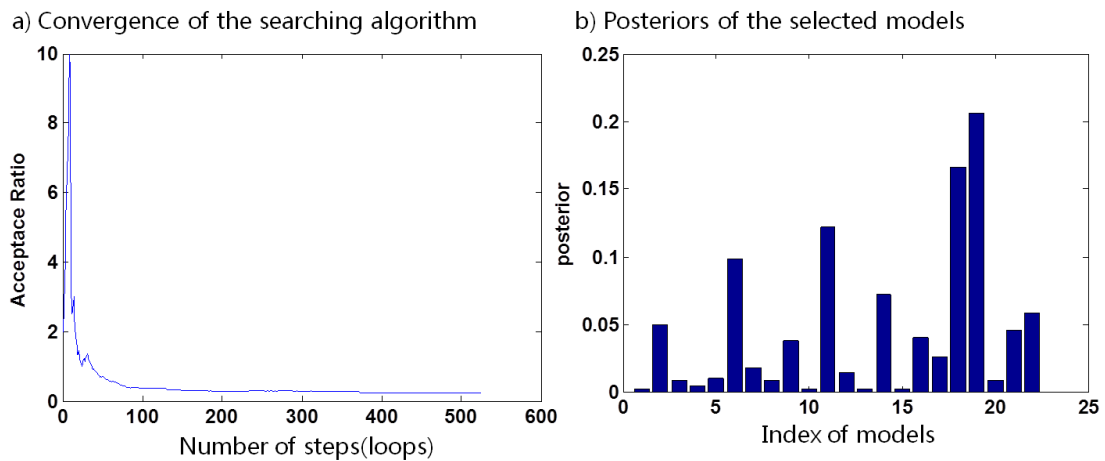 a) Convergence of the searching algorithm
10
8
6
4
2
0
Acceptace Ratio
0 100 200 300 400 500 600
Number of steps(loops)
b) Posteriors of the selected models
0.25
0.2
0.15
0.1
0.05
0
posterior
0 5 10 15 20 25
Index of models